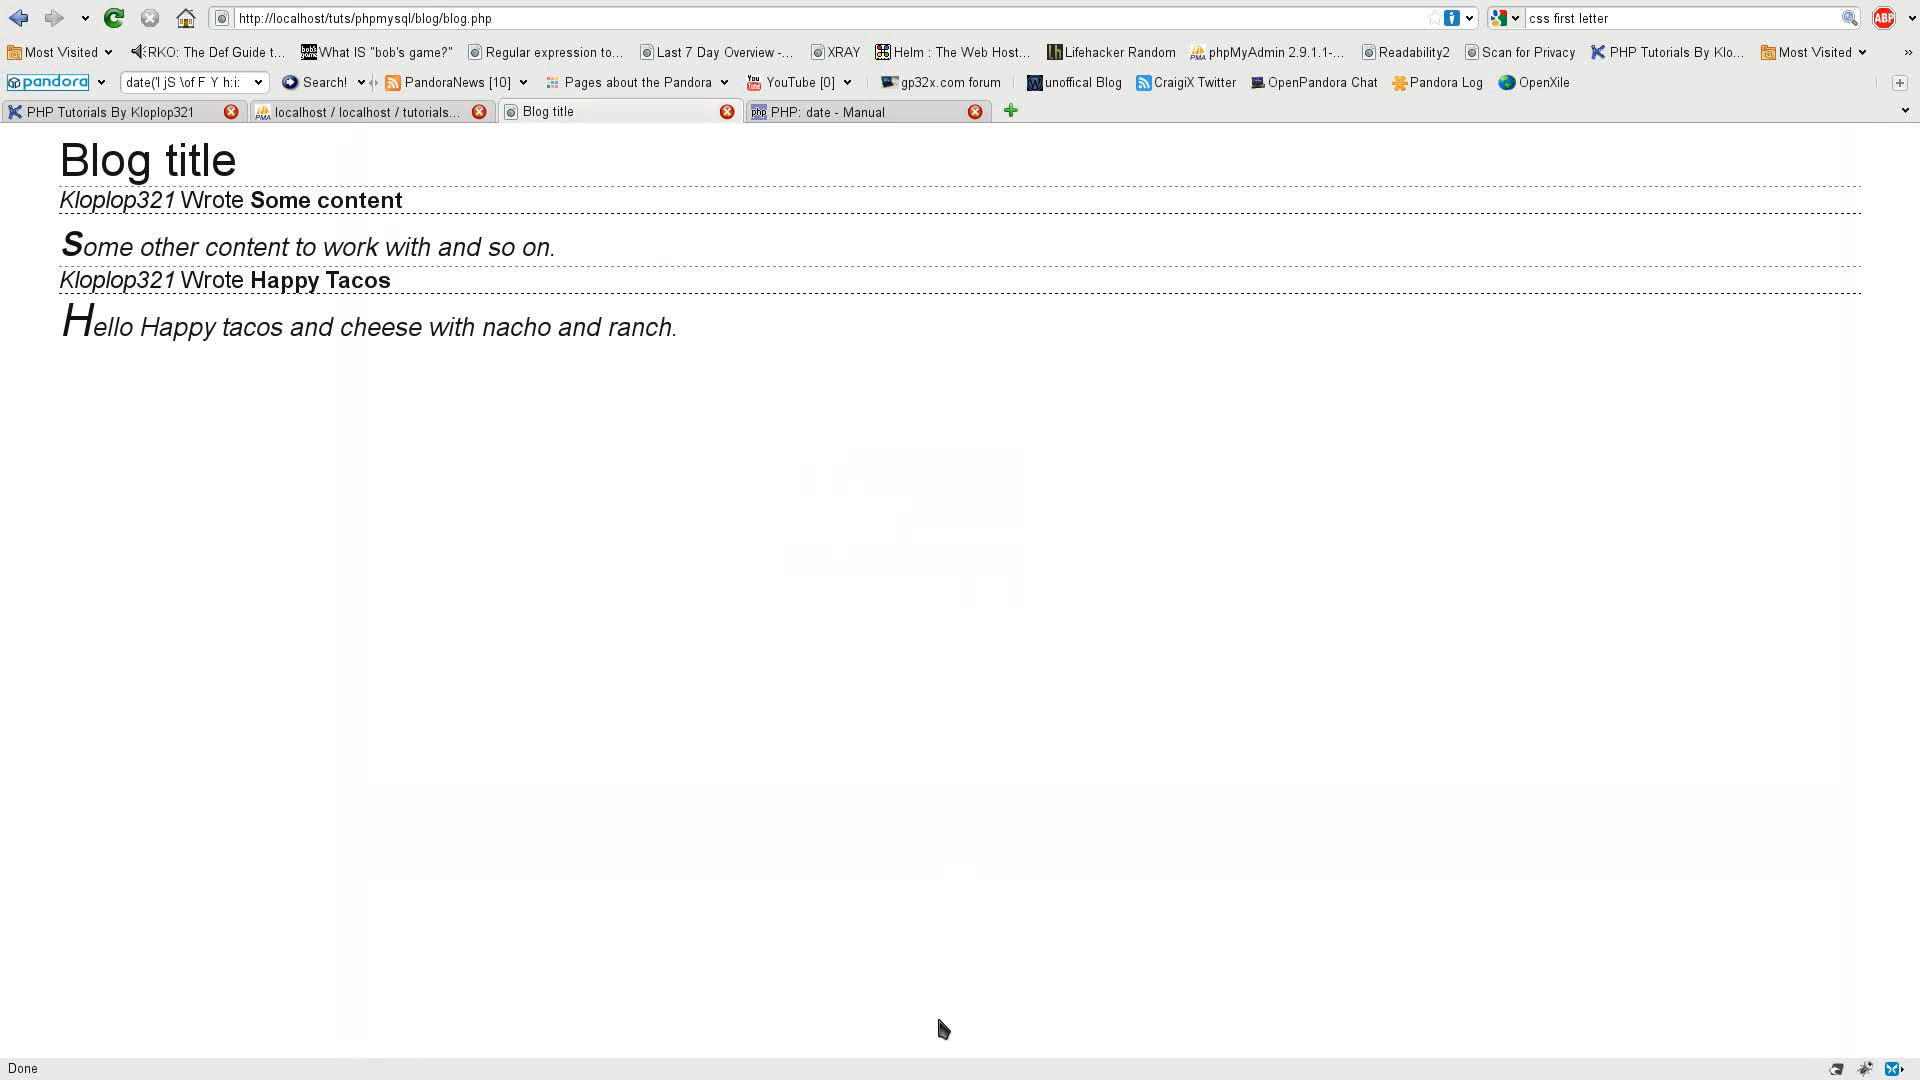 http://localhost/tuts/phpmysql/blog/blog.php css first letter ABP
Most Visited RKO: The Def Guide t... bob's game What IS "bob's game?" Regular expression to... Last 7 Day Overview -... XRAY Helm : The Web Host... Lifehacker Random phpMyAdmin 2.9.1.1-... Readability2 Scan for Privacy PHP Tutorials By Klo... Most Visited »
pandora date('l jS \of F Y h:i: Search! PandoraNews [10] Pages about the Pandora YouTube [0] gp32x.com forum unoffical Blog CraigiX Twitter OpenPandora Chat Pandora Log OpenXile
PHP Tutorials By Kloplop321 PMA localhost / localhost / tutorials... Blog title php PHP: date - Manual
Blog title
Kloplop321 Wrote Some content
Some other content to work with and so on.
Kloplop321 Wrote Happy Tacos
Hello Happy tacos and cheese with nacho and ranch.
Done